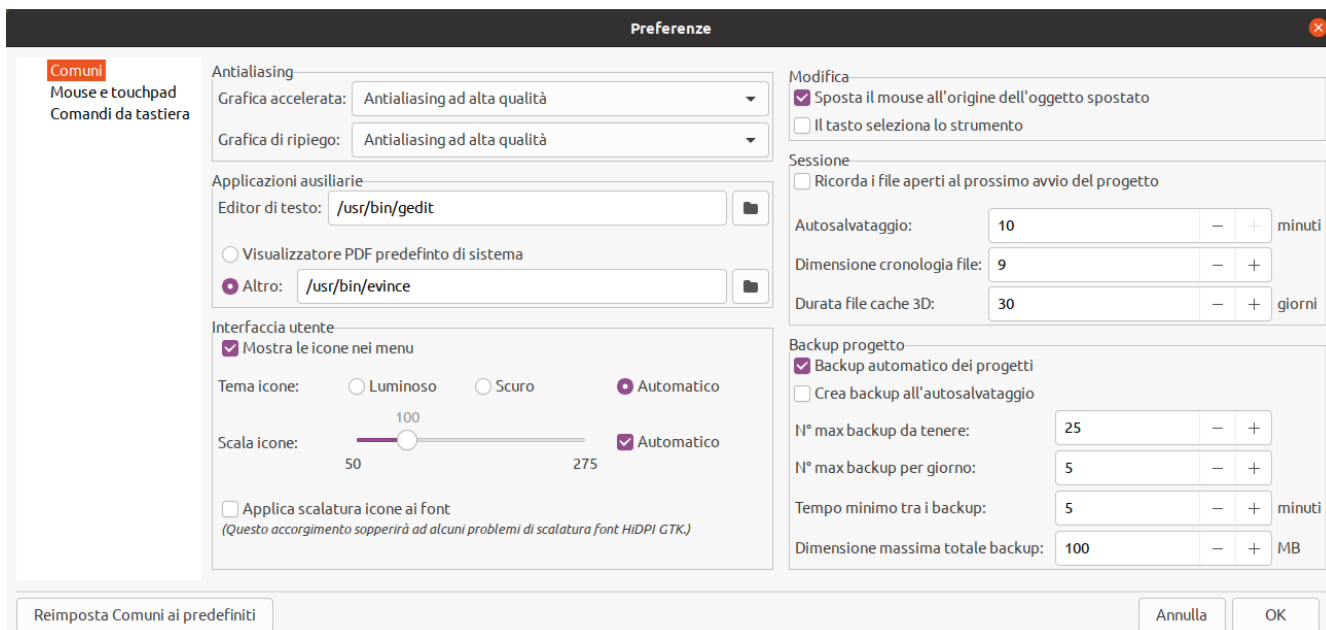 Preferenze
Comuni
Mouse e touchpad
Comandi da tastiera
Antialiasing
Grafica accelerata: Antialiasing ad alta qualità
Grafica di ripiego: Antialiasing ad alta qualità
Applicazioni ausiliarie
Editor di testo: /usr/bin/gedit
Visualizzatore PDF predefinto di sistema
Altro: /usr/bin/evince
Interfaccia utente
Mostra le icone nei menu
Tema icone: Luminoso Scuro Automatico
100
Scala icone: Automatico
50 275
Applica scalatura icone ai font
(Questo accorgimento sopperirà ad alcuni problemi di scalatura font HiDPI GTK.)
Modifica
Sposta il mouse all'origine dell'oggetto spostato
Il tasto seleziona lo strumento
Sessione
Ricorda i file aperti al prossimo avvio del progetto
Autosalvataggio: 10 − + minuti
Dimensione cronologia file: 9 − +
Durata file cache 3D: 30 − + giorni
Backup progetto
Backup automatico dei progetti
Crea backup all'autosalvataggio
N° max backup da tenere: 25 − +
N° max backup per giorno: 5 − +
Tempo minimo tra i backup: 5 − + minuti
Dimensione massima totale backup: 100 − + MB
Reimposta Comuni ai predefiniti
Annulla OK